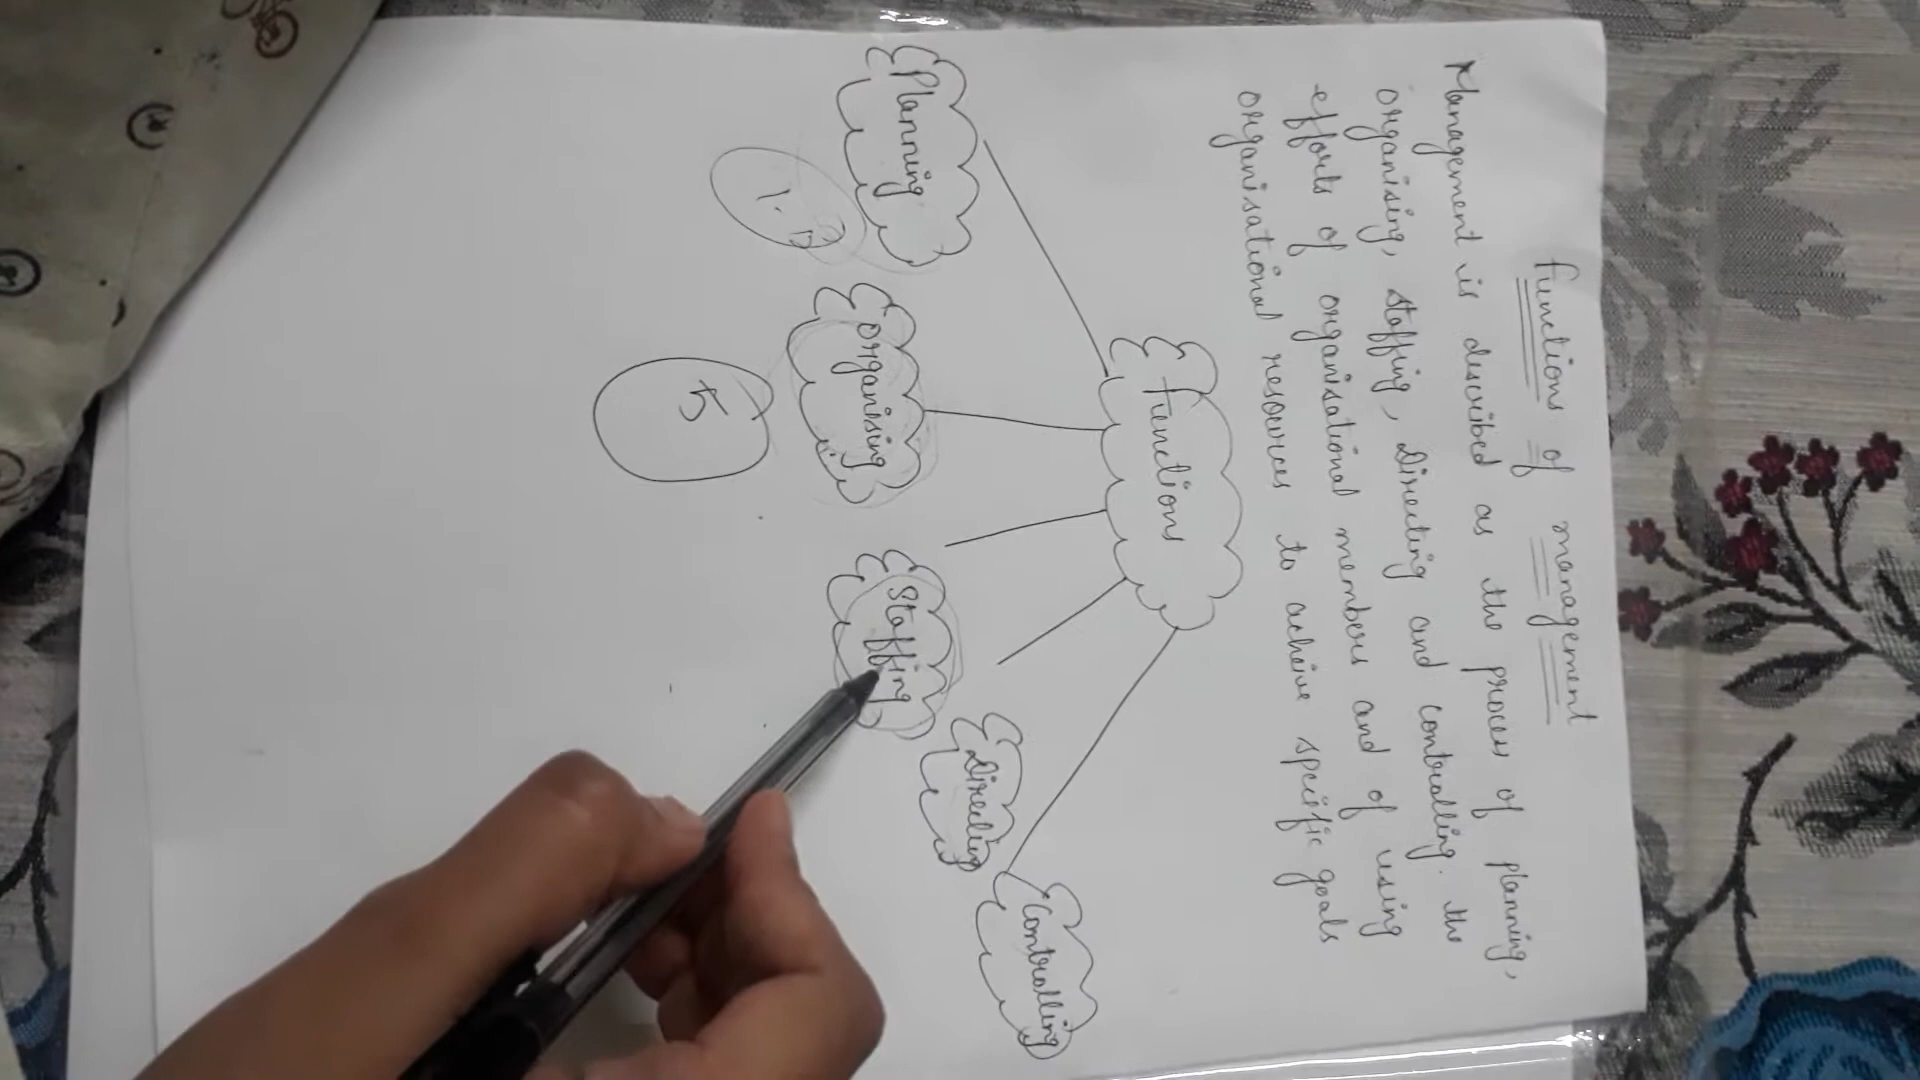 functions of management
Management is described as the process of planning,
organising, staffing, Directing and controlling. the
efforts of organisational members and of using
organisational resources to achive specific goals
functions
Planning
Organising
Staffing
Directing
Controlling
5